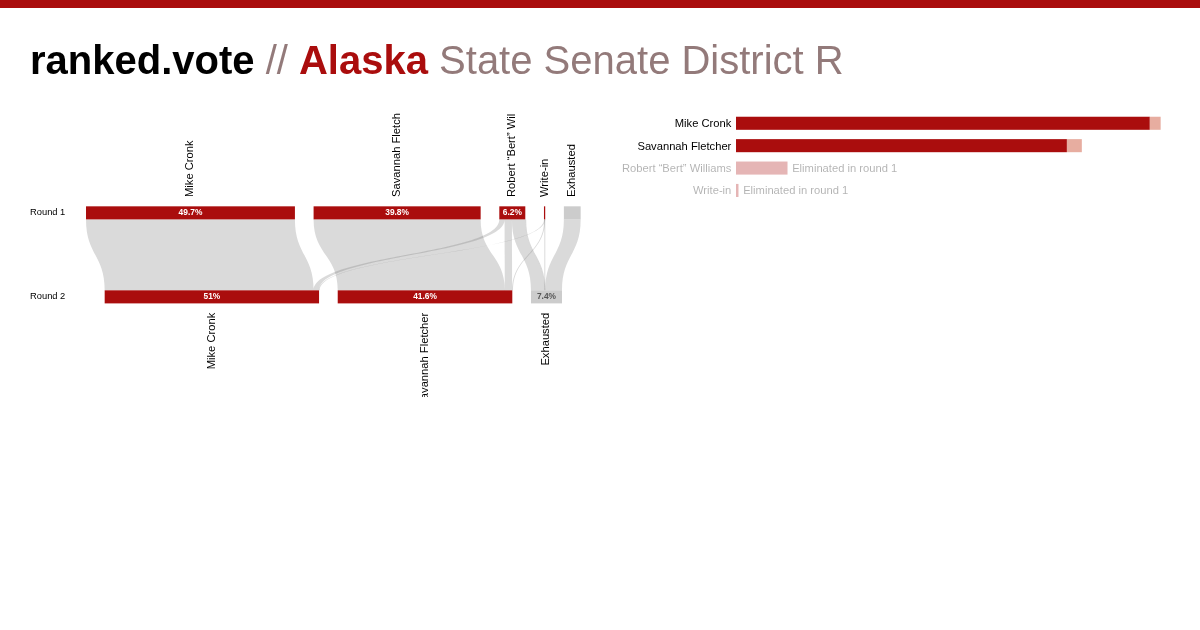 ranked.vote // Alaska State Senate District R
Mike Cronk
Savannah Fletch
Robert “Bert” Wil
Write-in
Exhausted
Round 1
49.7%
39.8%
6.2%
Round 2
51%
41.6%
7.4%
Mike Cronk
avannah Fletcher
Exhausted
Mike Cronk
Savannah Fletcher
Robert “Bert” Williams Eliminated in round 1
Write-in Eliminated in round 1